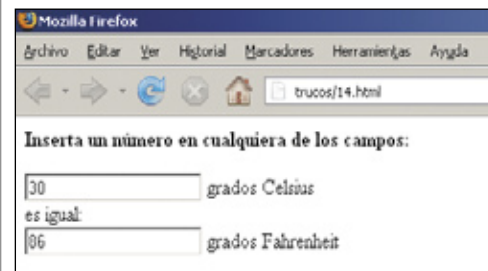 Mozilla Firefox
Archivo Editar Ver Historial Marcadores Herramientas Ayuda
trucos/14.html
Inserta un número en cualquiera de los campos:
30 grados Celsius
es igual:
86 grados Fahrenheit